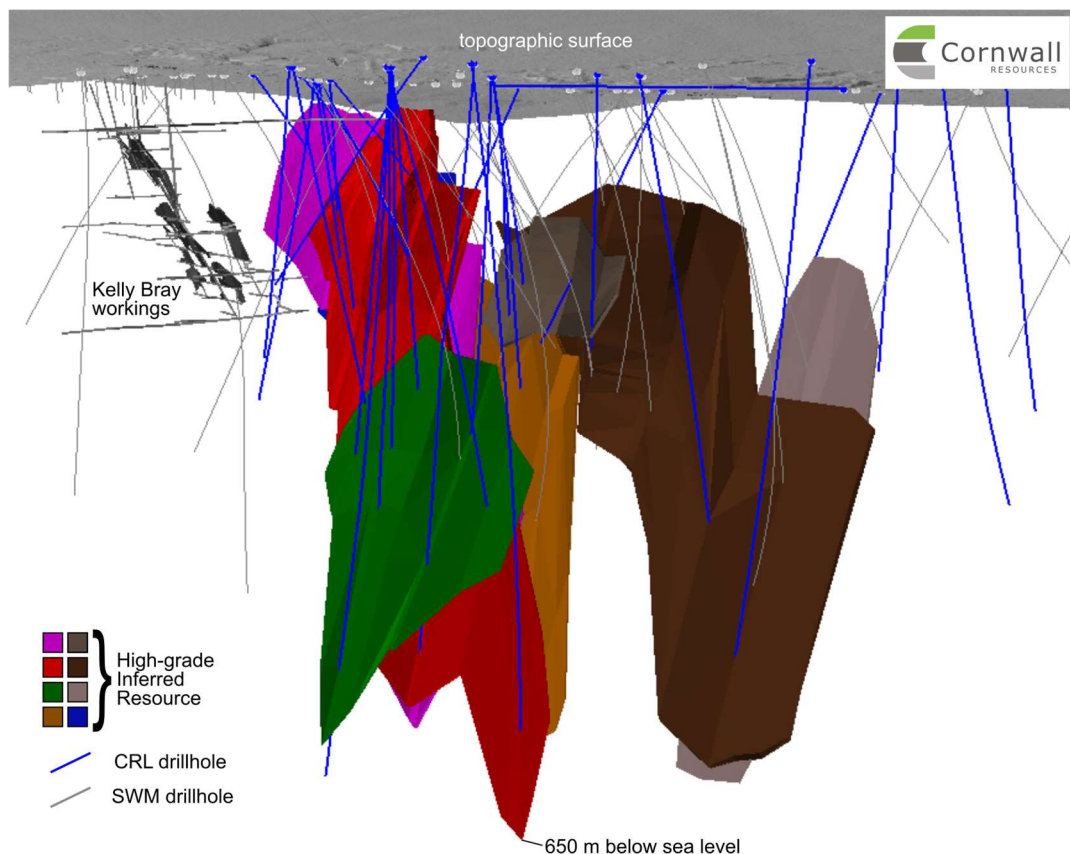 topographic surface
Cornwall
RESOURCES
Kelly Bray
workings
High-grade
Inferred
Resource
CRL drillhole
SWM drillhole
650 m below sea level